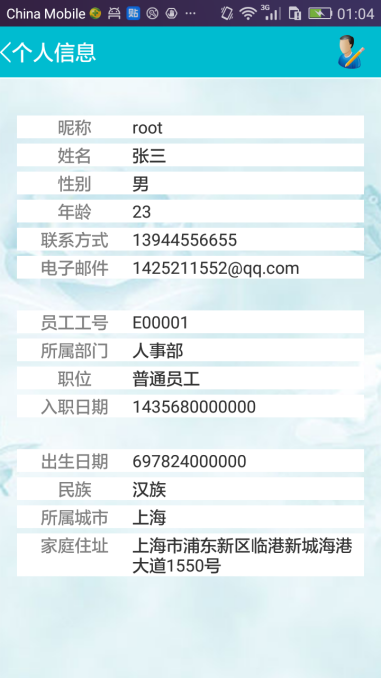 China Mobile 贴 ... 3G 01:04
个人信息
昵称 root
姓名 张三
性别 男
年龄 23
联系方式 13944556655
电子邮件 1425211552@qq.com
员工工号 E00001
所属部门 人事部
职位 普通员工
入职日期 1435680000000
出生日期 697824000000
民族 汉族
所属城市 上海
家庭住址 上海市浦东新区临港新城海港
大道1550号